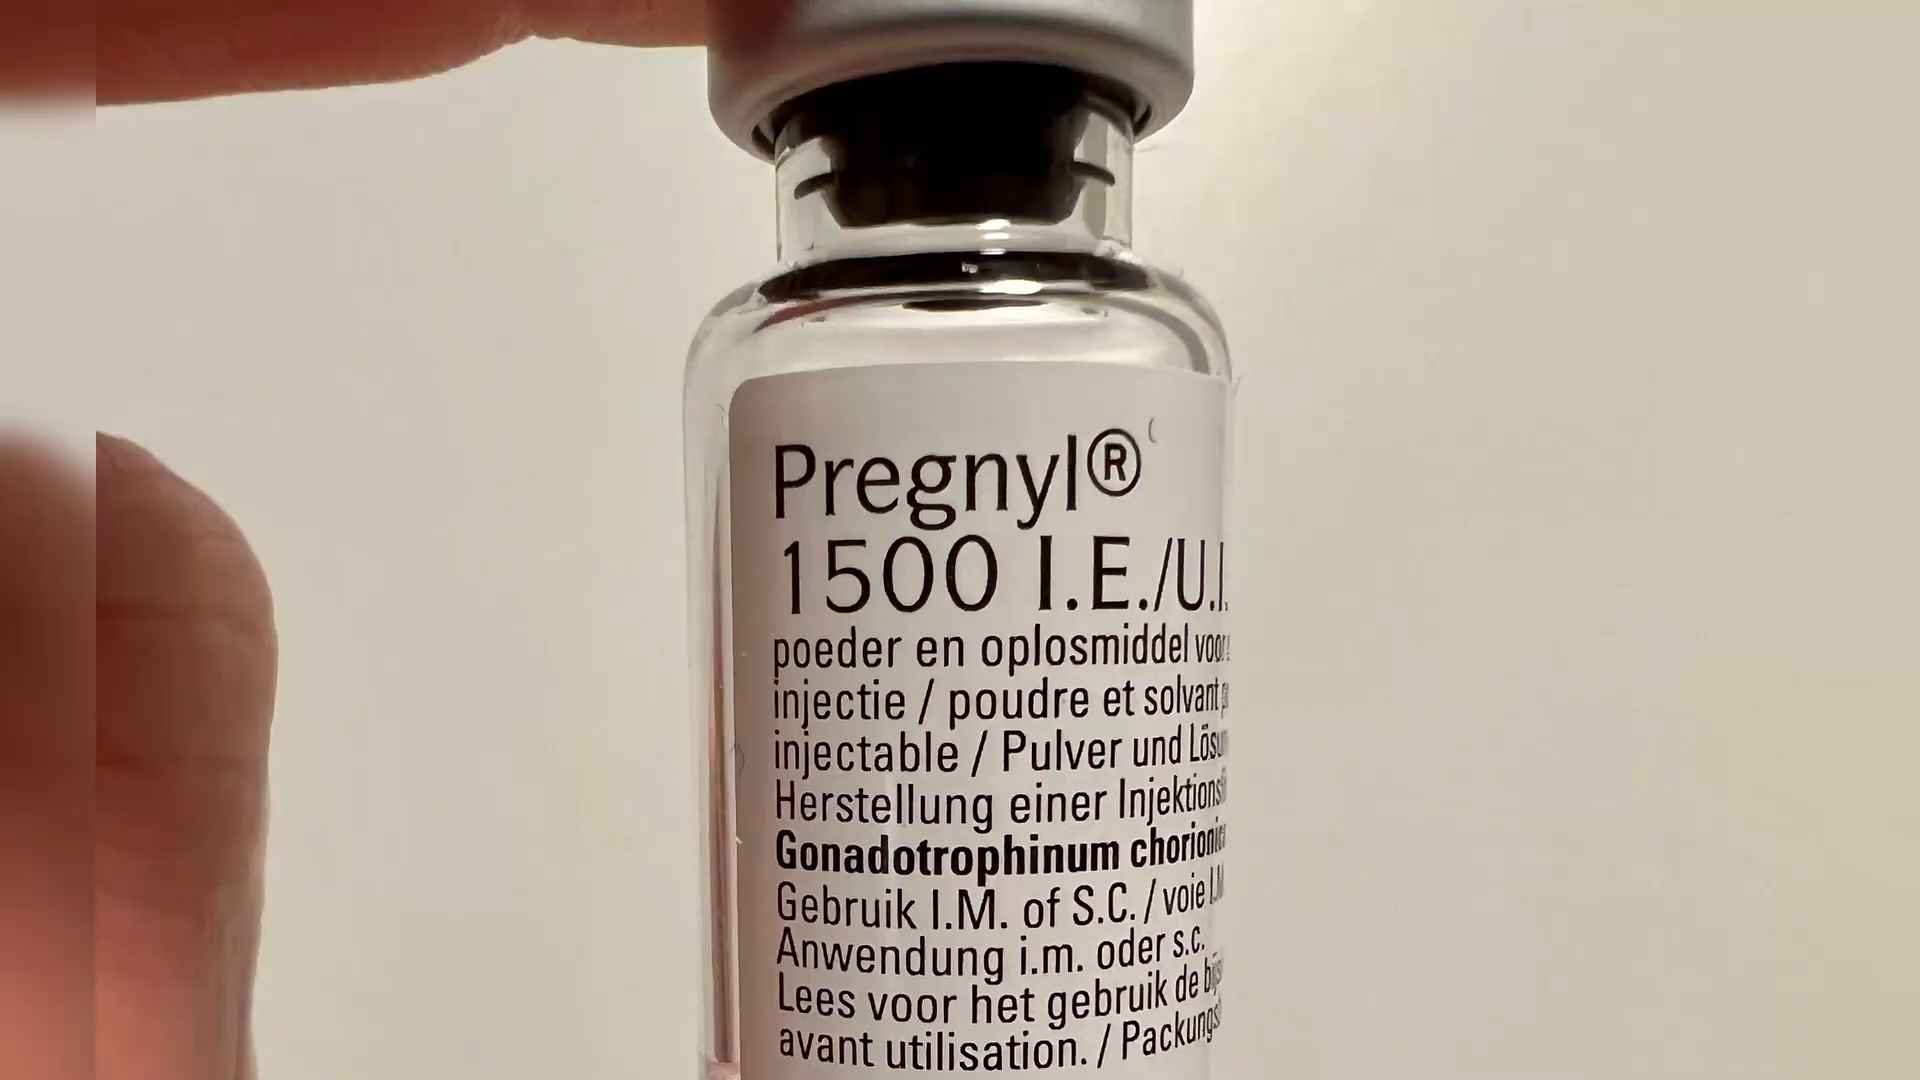 Pregnyl®
1500 I.E./U.I.
poeder en oplosmiddel voor
injectie / poudre et solvant
injectable / Pulver und
Herstellung einer
Gonadotrophinum
Gebruik I.M. of S.C. / voie
Anwendung i.m. oder s.c.
Lees voor het gebruik de
avant utilisation. /